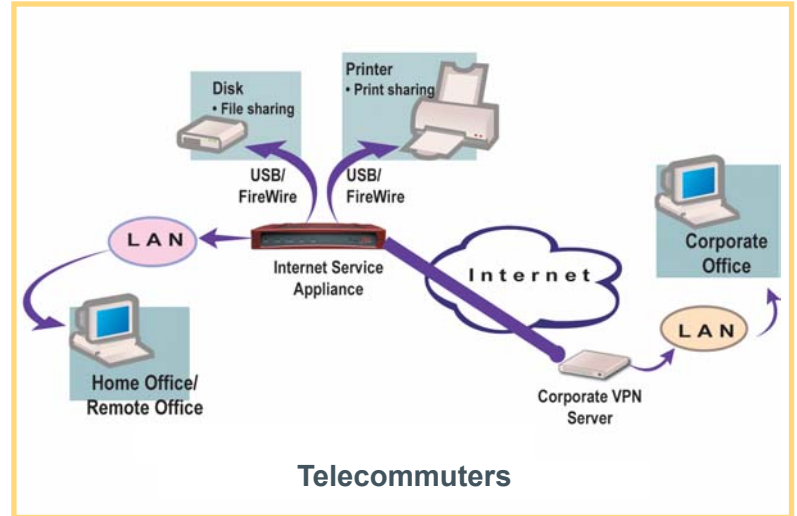 Disk
• File sharing
Printer
• Print sharing
USB/
FireWire
USB/
FireWire
LAN
Internet Service
Appliance
Internet
Corporate
Office
LAN
Home Office/
Remote Office
Corporate VPN
Server
Telecommuters